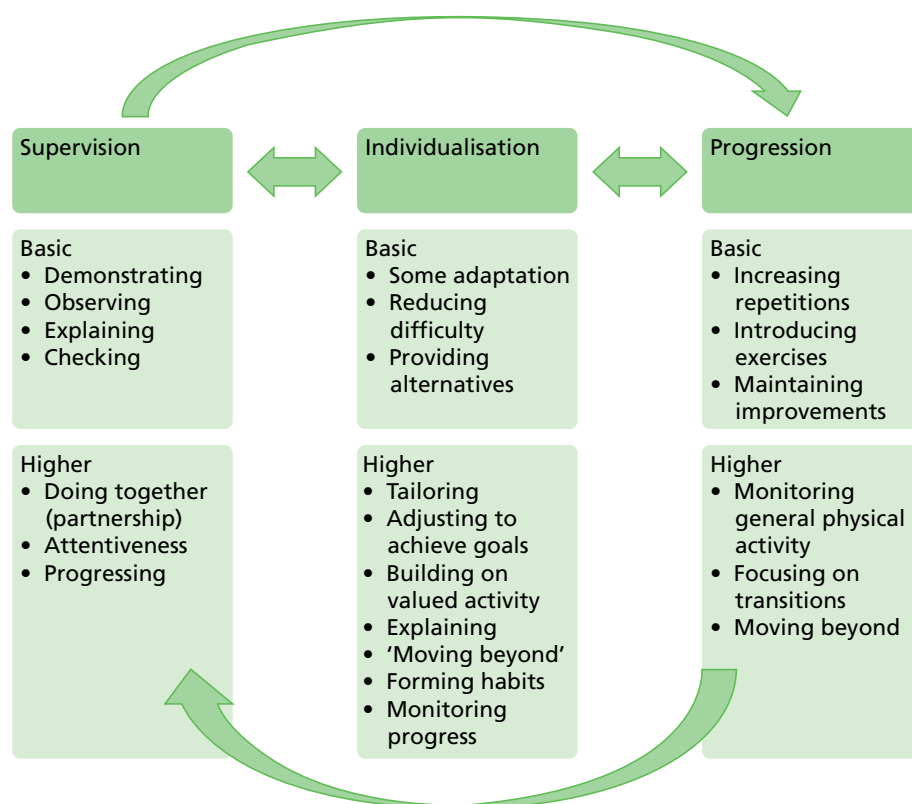 Supervision
Individualisation
Progression
Basic
• Demonstrating
• Observing
• Explaining
• Checking
Basic
• Some adaptation
• Reducing
difficulty
• Providing
alternatives
Basic
• Increasing
repetitions
• Introducing
exercises
• Maintaining
improvements
Higher
• Doing together
(partnership)
• Attentiveness
• Progressing
Higher
• Tailoring
• Adjusting to
achieve goals
• Building on
valued activity
• Explaining
• ‘Moving beyond’
• Forming habits
• Monitoring
progress
Higher
• Monitoring
general physical
activity
• Focusing on
transitions
• Moving beyond